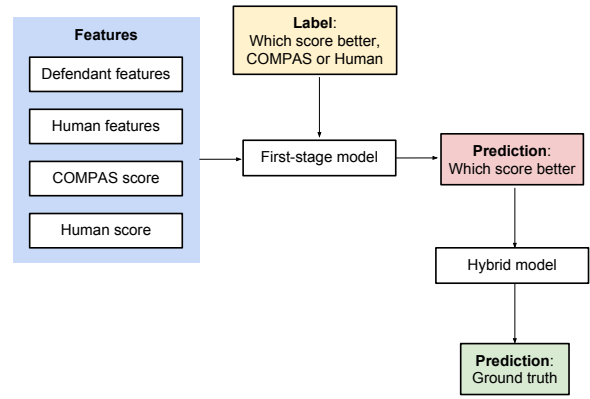 Features
Defendant features
Human features
COMPAS score
Human score
Label:
Which score better,
COMPAS or Human
First-stage model
Prediction:
Which score better
Hybrid model
Prediction:
Ground truth